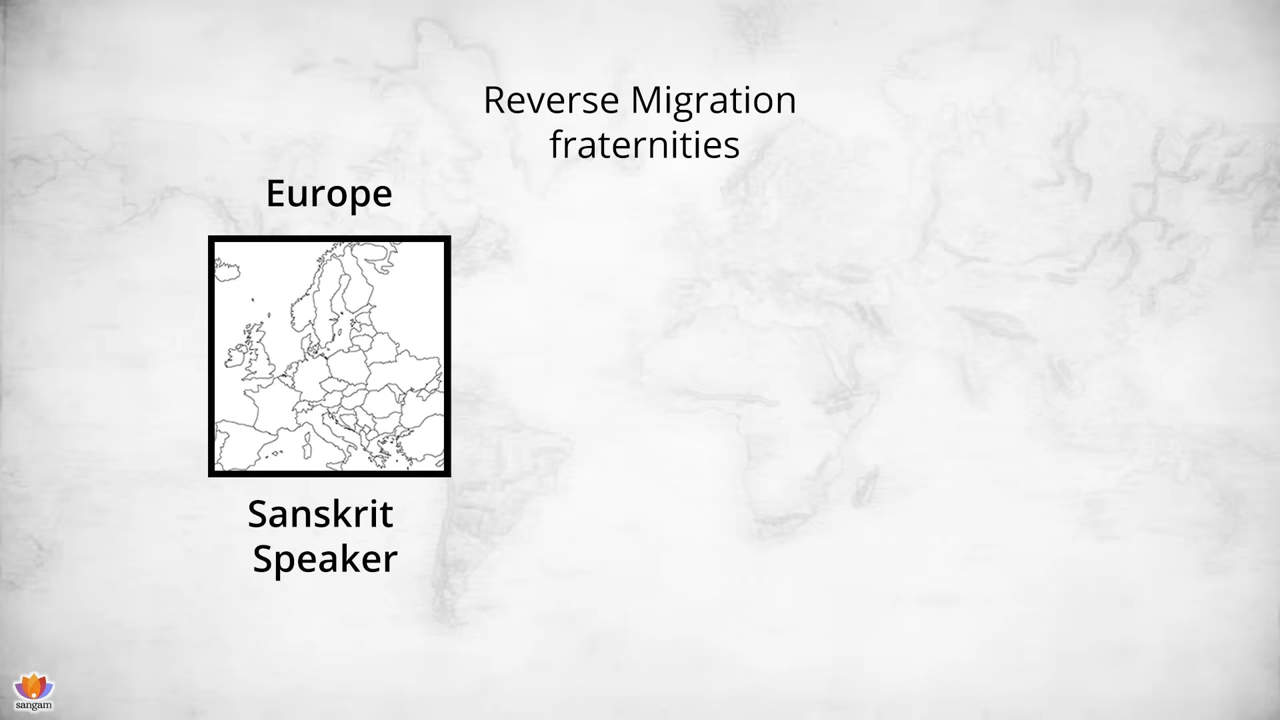 Reverse Migration
fraternities
Europe
Sanskrit
Speaker
sangam